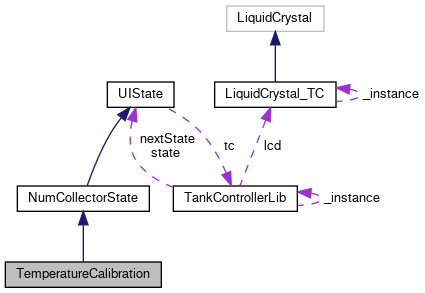 LiquidCrystal
UIState
LiquidCrystal_TC
_instance
nextState
state
tc
lcd
NumCollectorState
TankControllerLib
_instance
TemperatureCalibration